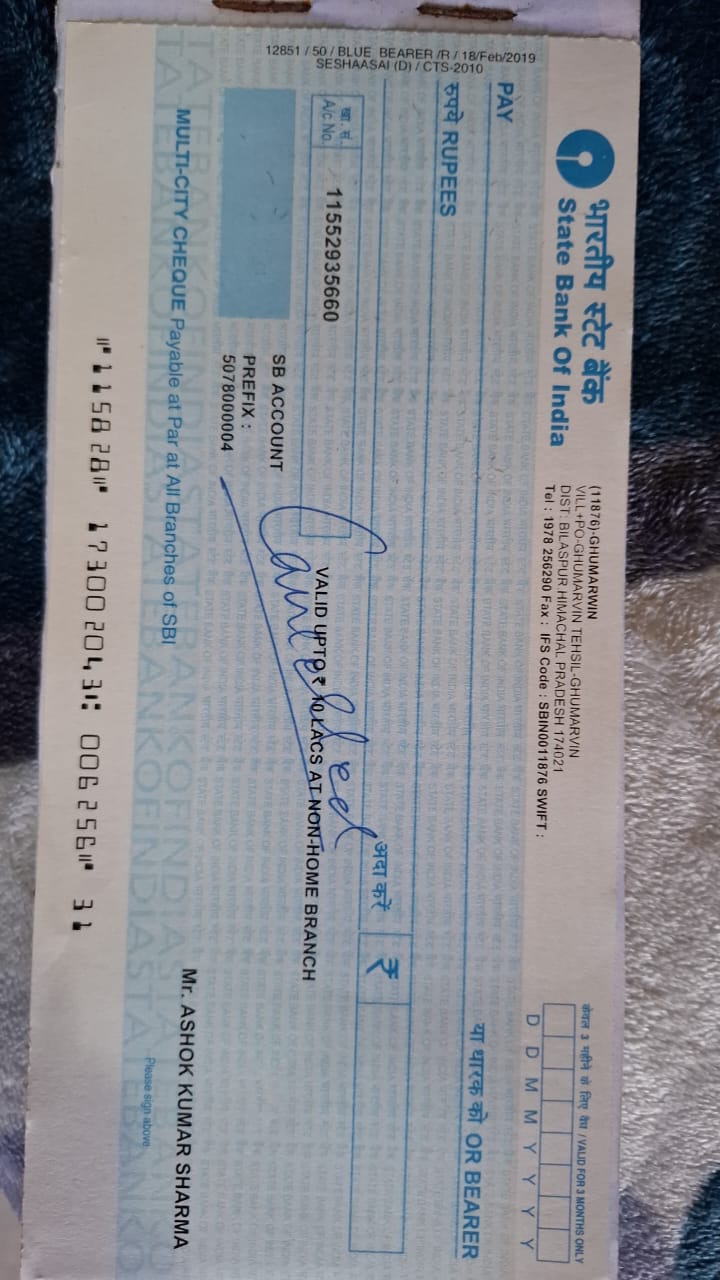 12851 / 50 / BLUE BEARER /R / 18/Feb/2019
SESHAASAI (D) / CTS-2010
भारतीय स्टेट बैंक
State Bank Of India
(11876)-GHUMARWIN
VILL+PO-GHUMARVIN TEHSIL-GHUMARVIN
DIST: BILASPUR HIMACHAL PRADESH 174021
Tel : 1978 256290 Fax : IFS Code : SBIN0011876 SWIFT :
केवल 3 महीने के लिए वैध / VALID FOR 3 MONTHS ONLY
D D M M Y Y Y Y
PAY
या धारक को OR BEARER
रुपये RUPEES
अदा करें ₹
खा. सं.
A/c No.
11552935660
VALID UPTO ₹ 10 LACS AT NON-HOME BRANCH
Cancelled
SB ACCOUNT
PREFIX :
5078000004
MULTI-CITY CHEQUE Payable at Par at All Branches of SBI
Mr. ASHOK KUMAR SHARMA
Please sign above
⑈115828⑈ 173002043⑆ 006256⑈ 31